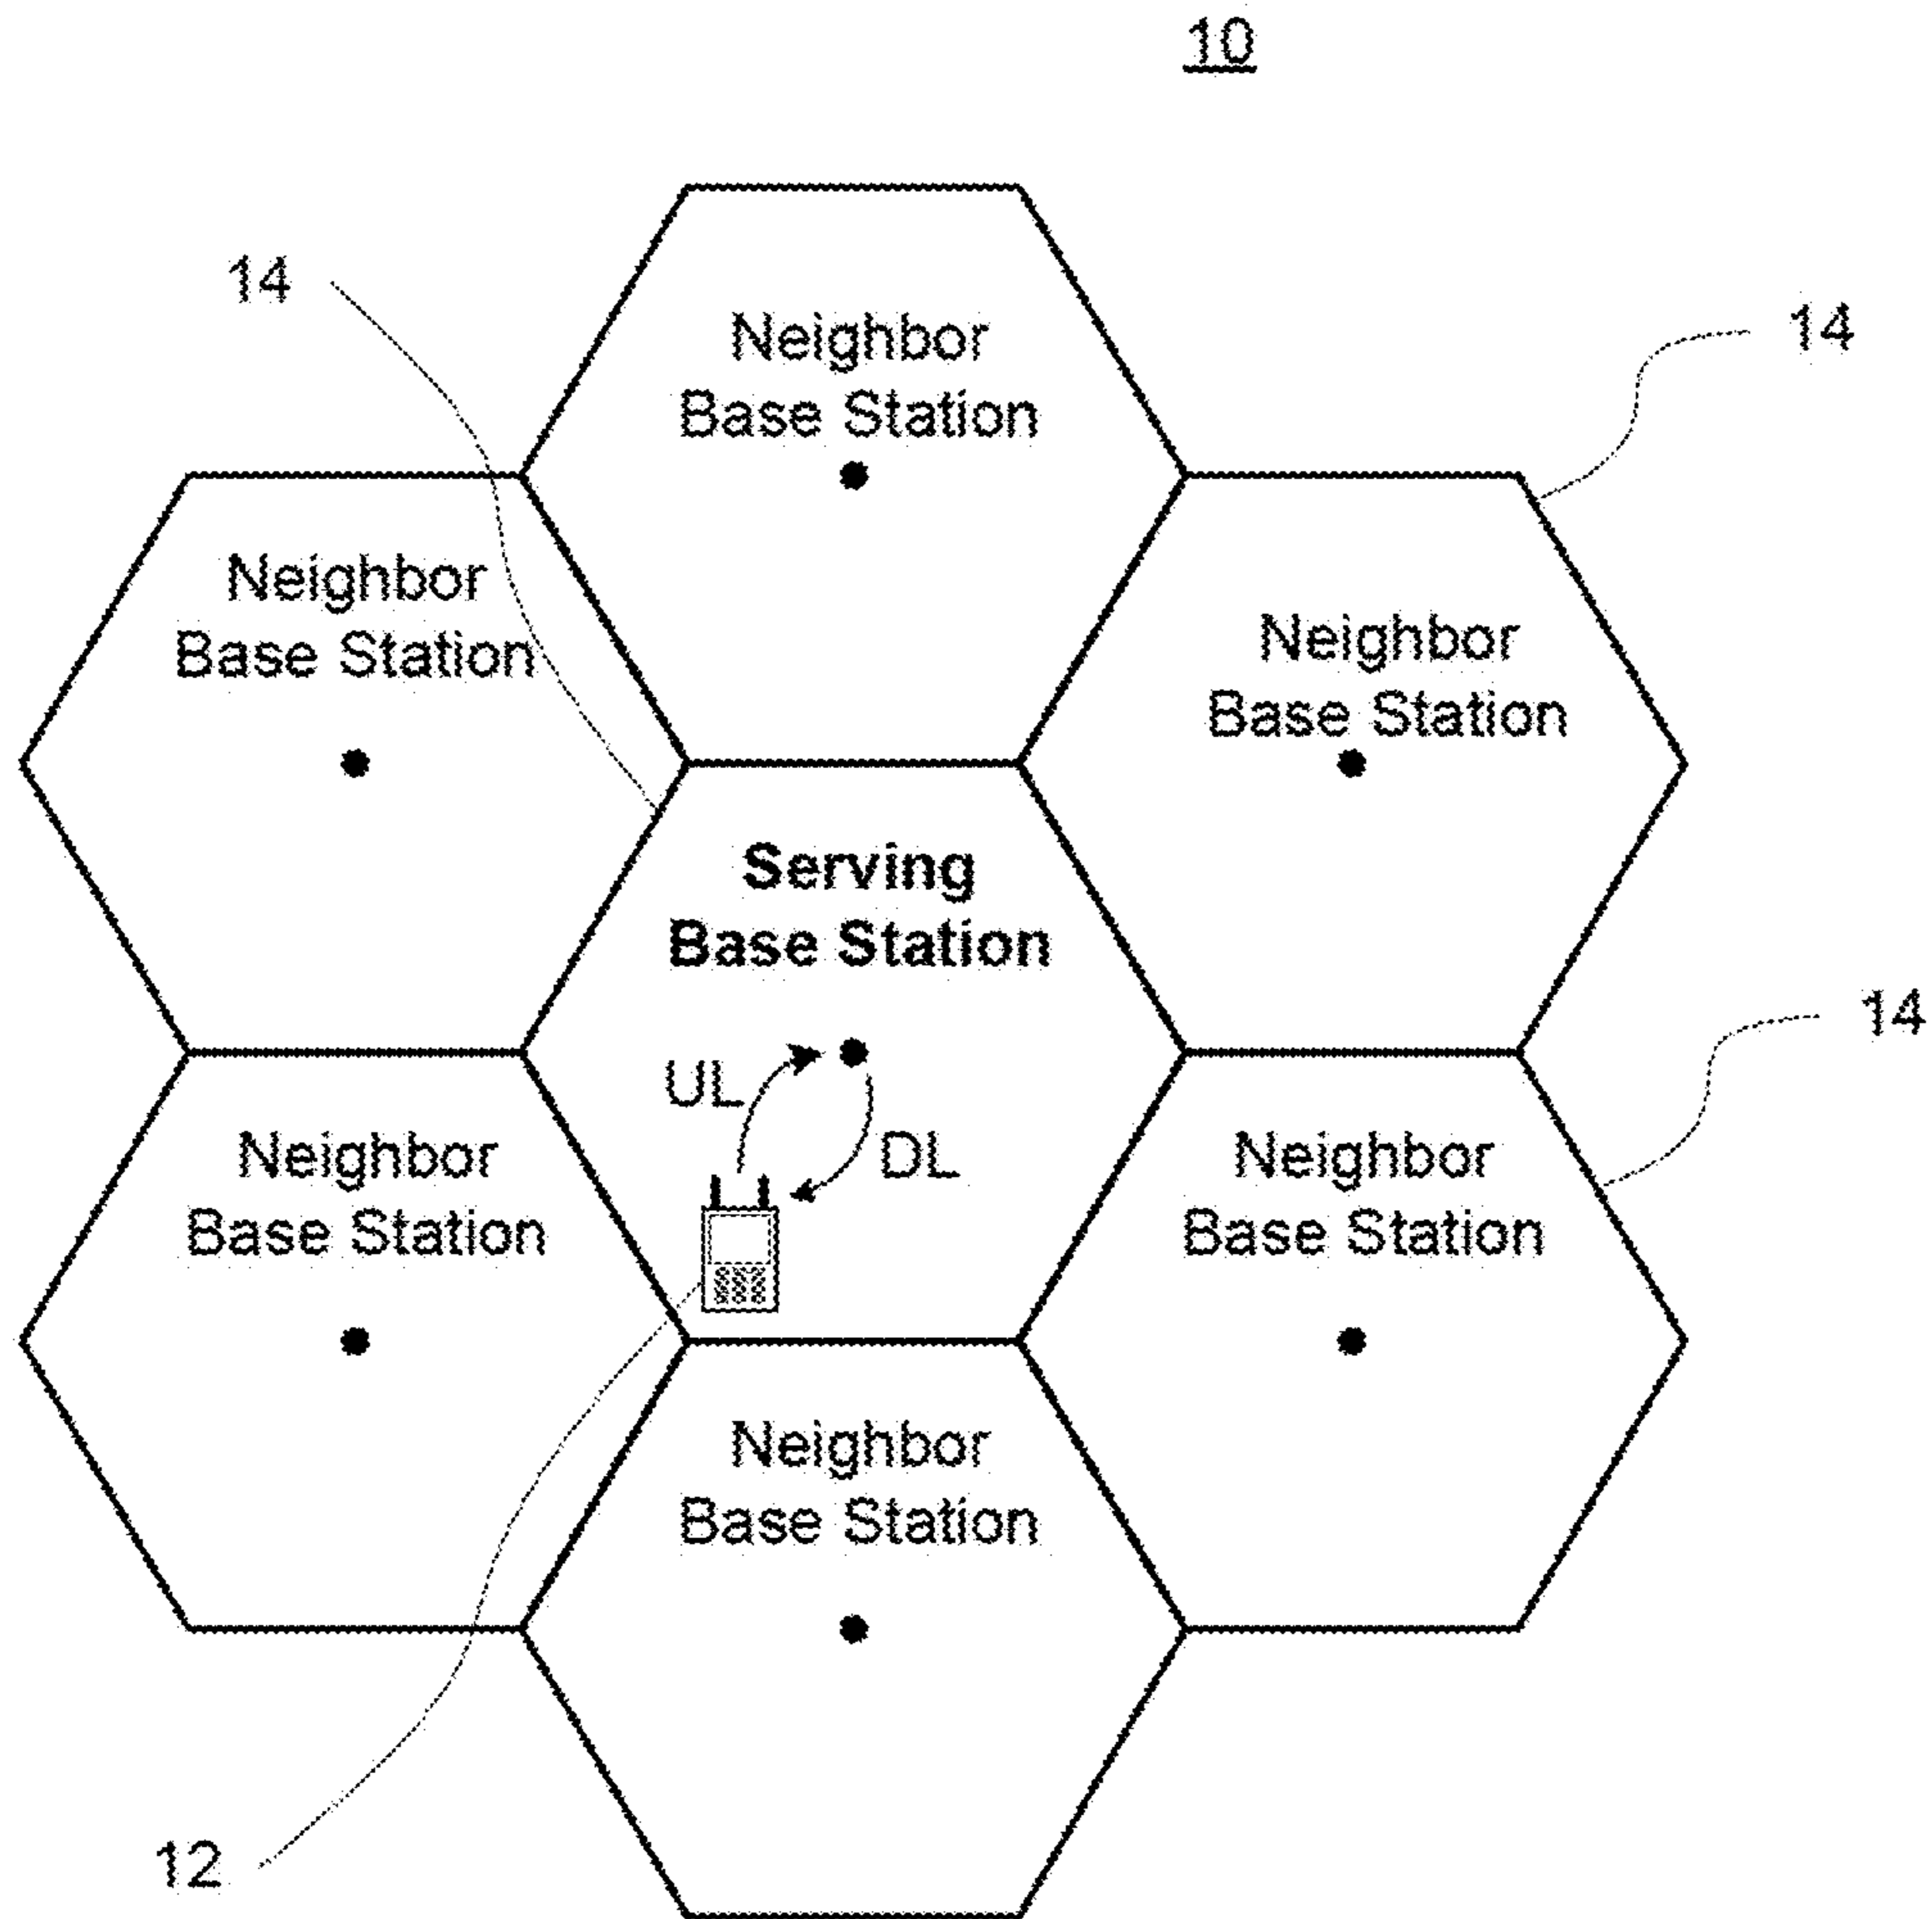 10
14
14
Neighbor
Base Station
Neighbor
Base Station
Neighbor
Base Station
Serving
Base Station
14
UL
DL
Neighbor
Base Station
Neighbor
Base Station
Neighbor
Base Station
12